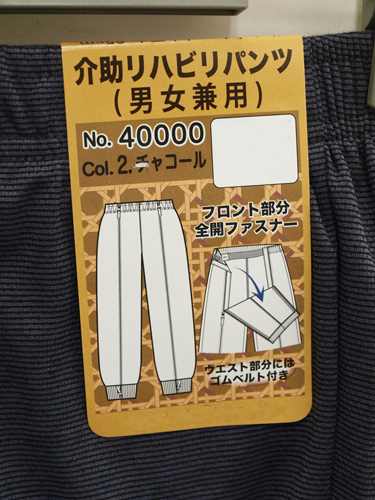 介助リハビリパンツ
(男女兼用)
No. 40000
Col. 2. チャコール
フロント部分
全開ファスナー
ウエスト部分には
ゴムベルト付き